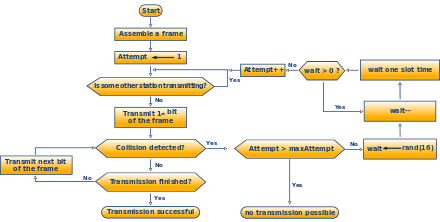 Start
Assemble a frame
Attempt 1
Is some other station transmitting?
Yes
No
Transmit 1st bit
of the frame
Collision detected?
Yes
No
Transmit next bit
of the frame
No
Transmission finished?
Yes
Transmission successful
Attempt++
No
wait > 0 ?
Yes
wait one slot time
wait--
Attempt > maxAttempt
No
wait rand(16)
Yes
no transmission possible